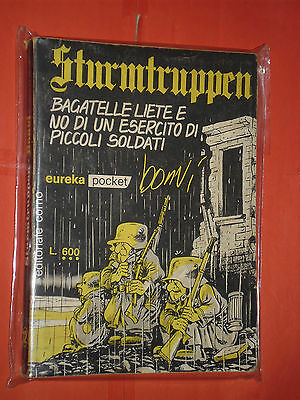 Sturmtruppen
BAGATELLE LIETE E
NO DI UN ESERCITO DI
PICCOLI SOLDATI
eureka pocket
bonvi
L. 600
editoriale corno